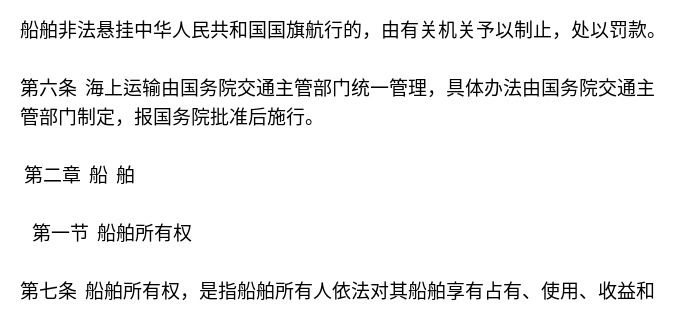 船舶非法悬挂中华人民共和国国旗航行的，由有关机关予以制止，处以罚款。
第六条 海上运输由国务院交通主管部门统一管理，具体办法由国务院交通主
管部门制定，报国务院批准后施行。
第二章 船 舶
第一节 船舶所有权
第七条 船舶所有权，是指船舶所有人依法对其船舶享有占有、使用、收益和